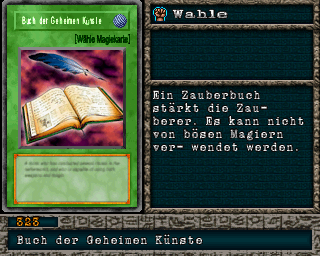 Buch der Geheimen Künste
[Wähle Magiekarte]
Wahle
Ein Zauberbuch
stärkt die Zau-
berer. Es kann nicht
von bösen Magiern
ver- wendet werden.
323
Buch der Geheimen Künste